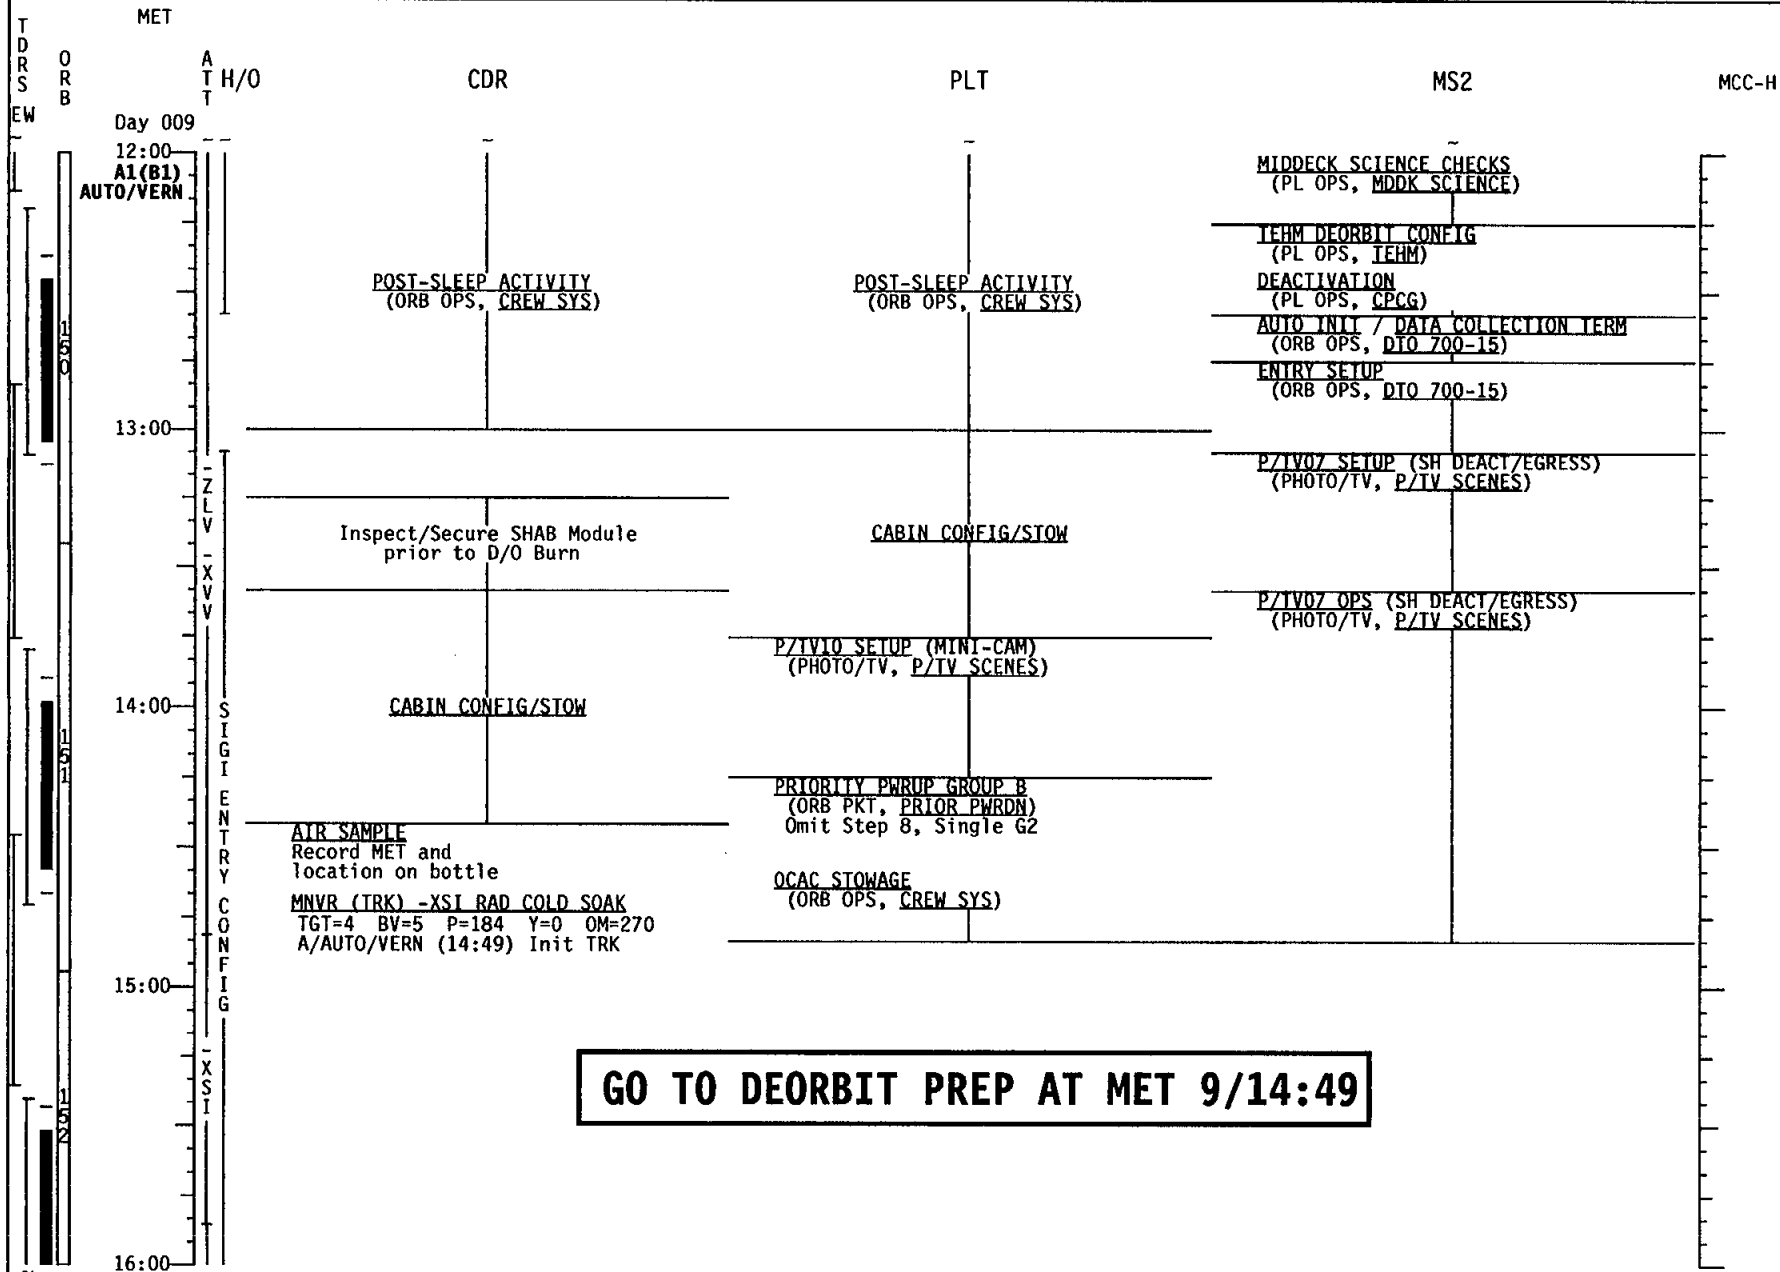 MET
TDRS
ORB
ATT
H/O
CDR
PLT
MS2
MCC-H
EW
Day 009
12:00
A1(B1)
AUTO/VERN
13:00
14:00
15:00
16:00
150
151
152
-ZLV -XVV
-XSI
SIGI ENTRY CONFIG
POST-SLEEP ACTIVITY
(ORB OPS, CREW SYS)
Inspect/Secure SHAB Module
prior to D/O Burn
CABIN CONFIG/STOW
AIR SAMPLE
Record MET and
location on bottle
MNVR (TRK) -XSI RAD COLD SOAK
TGT=4 BV=5 P=184 Y=0 OM=270
A/AUTO/VERN (14:49) Init TRK
POST-SLEEP ACTIVITY
(ORB OPS, CREW SYS)
CABIN CONFIG/STOW
P/TV10 SETUP (MINI-CAM)
(PHOTO/TV, P/TV SCENES)
PRIORITY PWRUP GROUP B
(ORB PKT, PRIOR PWRDN)
Omit Step 8, Single G2
OCAC STOWAGE
(ORB OPS, CREW SYS)
MIDDECK SCIENCE CHECKS
(PL OPS, MDDK SCIENCE)
TEHM DEORBIT CONFIG
(PL OPS, TEHM)
DEACTIVATION
(PL OPS, CPCG)
AUTO INIT / DATA COLLECTION TERM
(ORB OPS, DTO 700-15)
ENTRY SETUP
(ORB OPS, DTO 700-15)
P/TV07 SETUP (SH DEACT/EGRESS)
(PHOTO/TV, P/TV SCENES)
P/TV07 OPS (SH DEACT/EGRESS)
(PHOTO/TV, P/TV SCENES)
GO TO DEORBIT PREP AT MET 9/14:49